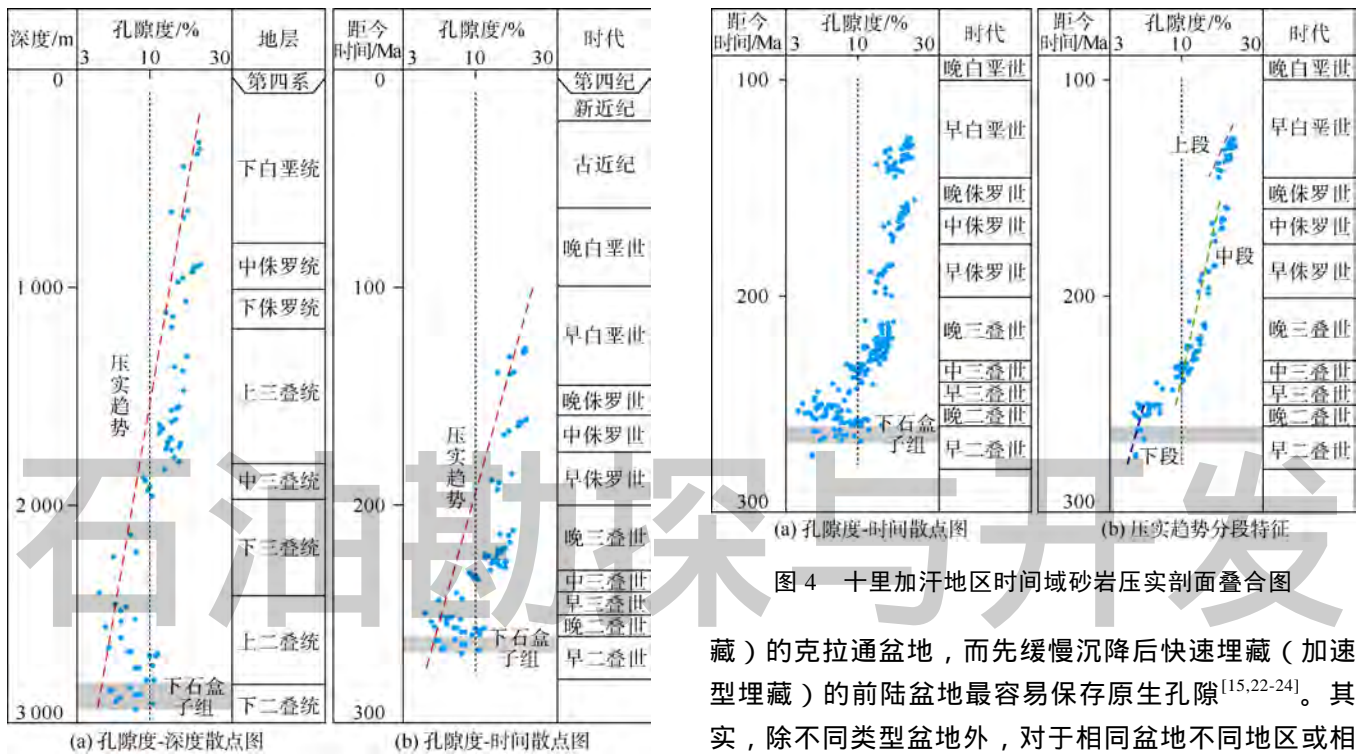 深度/m
孔隙度/%
3 10 30
地层
0
1 000
2 000
3 000
压实趋势
第四系
下白垩统
中侏罗统
下侏罗统
上三叠统
中三叠统
下三叠统
上二叠统
下石盒
子组
下二叠统
(a) 孔隙度-深度散点图
距今
时间/Ma
孔隙度/%
3 10 30
时代
0
100
200
300
压实趋势
第四纪
新近纪
古近纪
晚白垩世
早白垩世
晚侏罗世
中侏罗世
早侏罗世
晚三叠世
中三叠世
早三叠世
晚二叠世
下石盒
子组
早二叠世
(b) 孔隙度-时间散点图
距今
时间/Ma
孔隙度/%
3 10 30
时代
100
200
300
晚白垩世
早白垩世
晚侏罗世
中侏罗世
早侏罗世
晚三叠世
中三叠世
早三叠世
晚二叠世
下石盒
子组
早二叠世
(a) 孔隙度-时间散点图
距今
时间/Ma
孔隙度/%
3 10 30
时代
100
200
300
上段
中段
下段
晚白垩世
早白垩世
晚侏罗世
中侏罗世
早侏罗世
晚三叠世
中三叠世
早三叠世
晚二叠世
早二叠世
(b) 压实趋势分段特征
图 4 十里加汗地区时间域砂岩压实剖面叠合图
藏）的克拉通盆地，而先缓慢沉降后快速埋藏（加速
型埋藏）的前陆盆地最容易保存原生孔隙[15,22-24]。其
实，除不同类型盆地外，对于相同盆地不同地区或相
石油勘探与开发